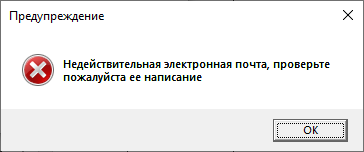 Предупреждение
Недействительная электронная почта, проверьте
пожалуйста ее написание
OK